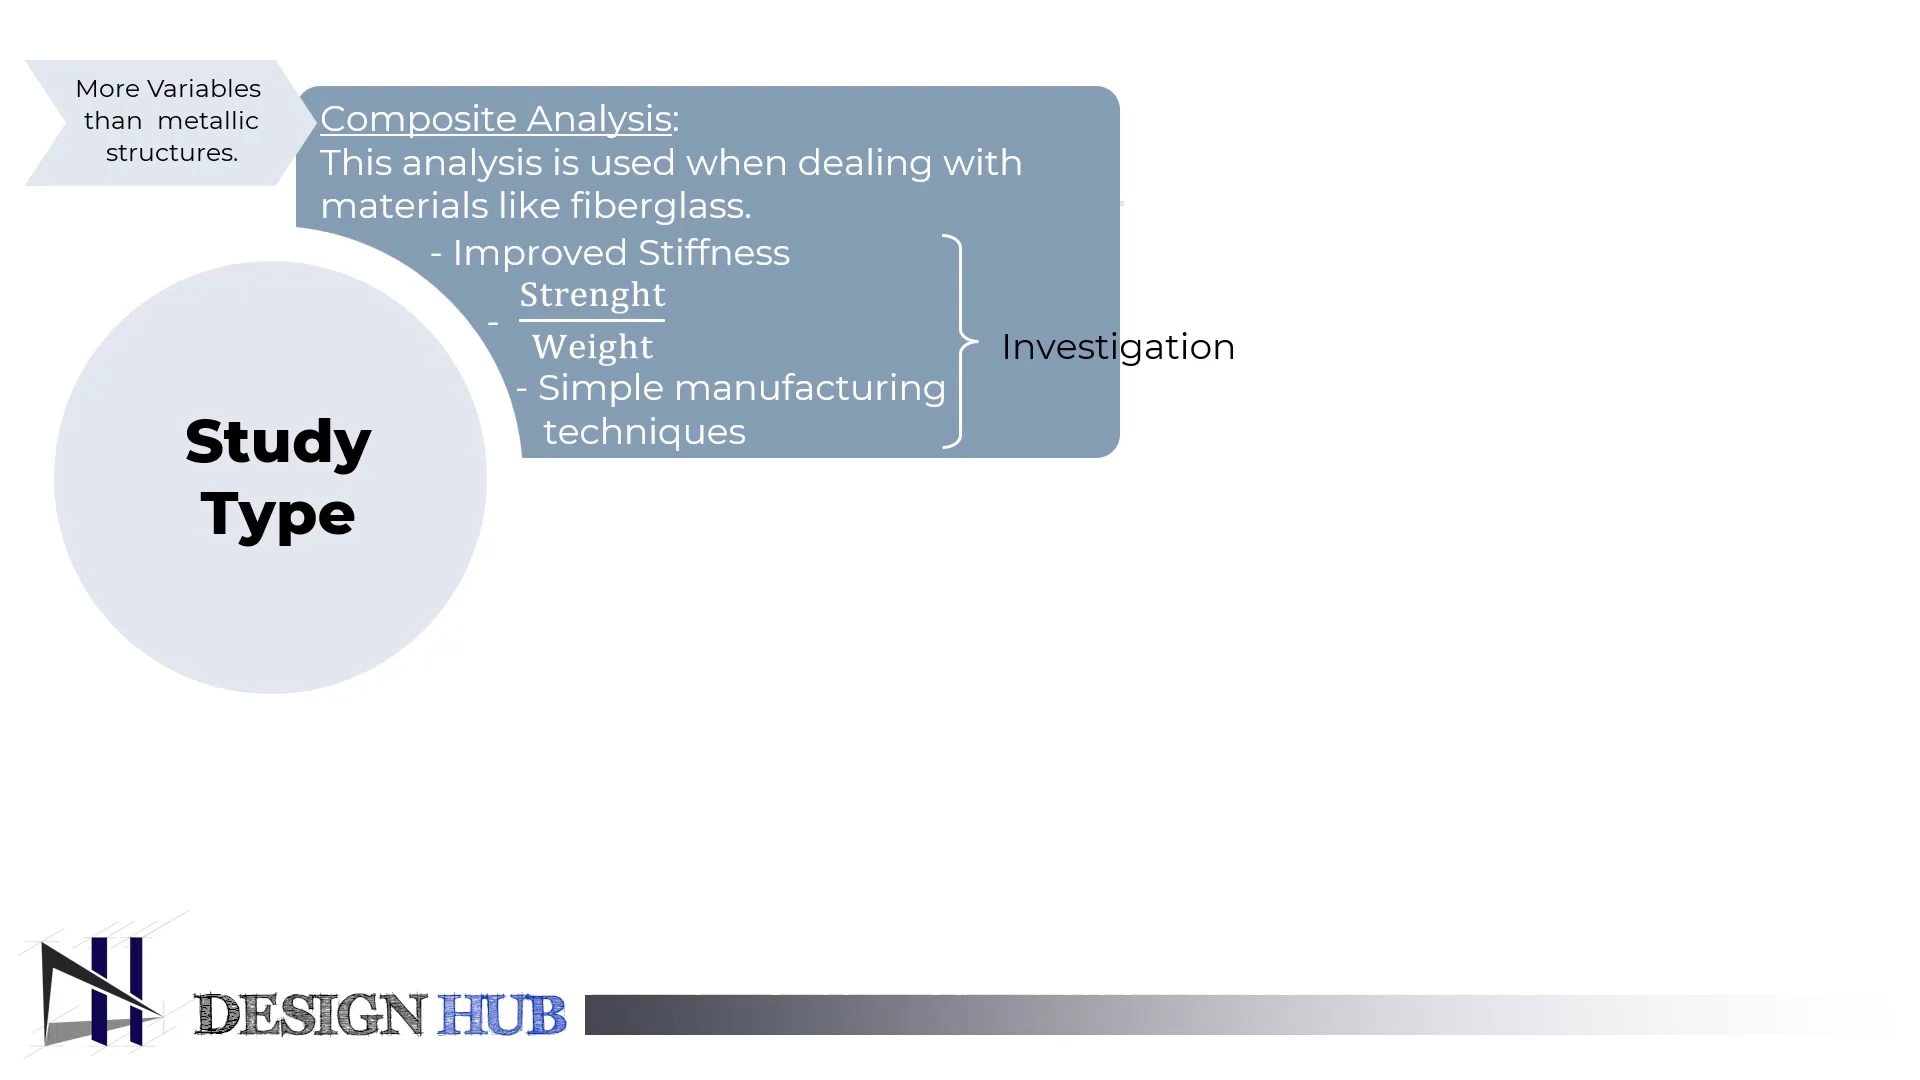 More Variables
than metallic
structures.
Composite Analysis:
This analysis is used when dealing with
materials like fiberglass.
- Improved Stiffness
- Strenght
Weight
- Simple manufacturing
techniques
Investigation
Study
Type
DESIGN HUB